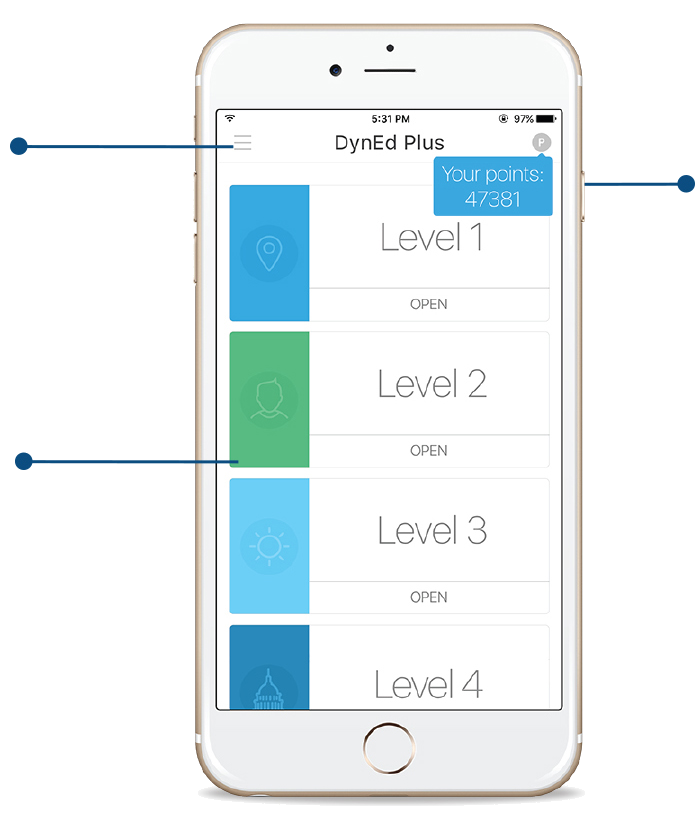 5:31 PM
97%
DynEd Plus
P
Your points:
47381
Level 1
OPEN
Level 2
OPEN
Level 3
OPEN
Level 4